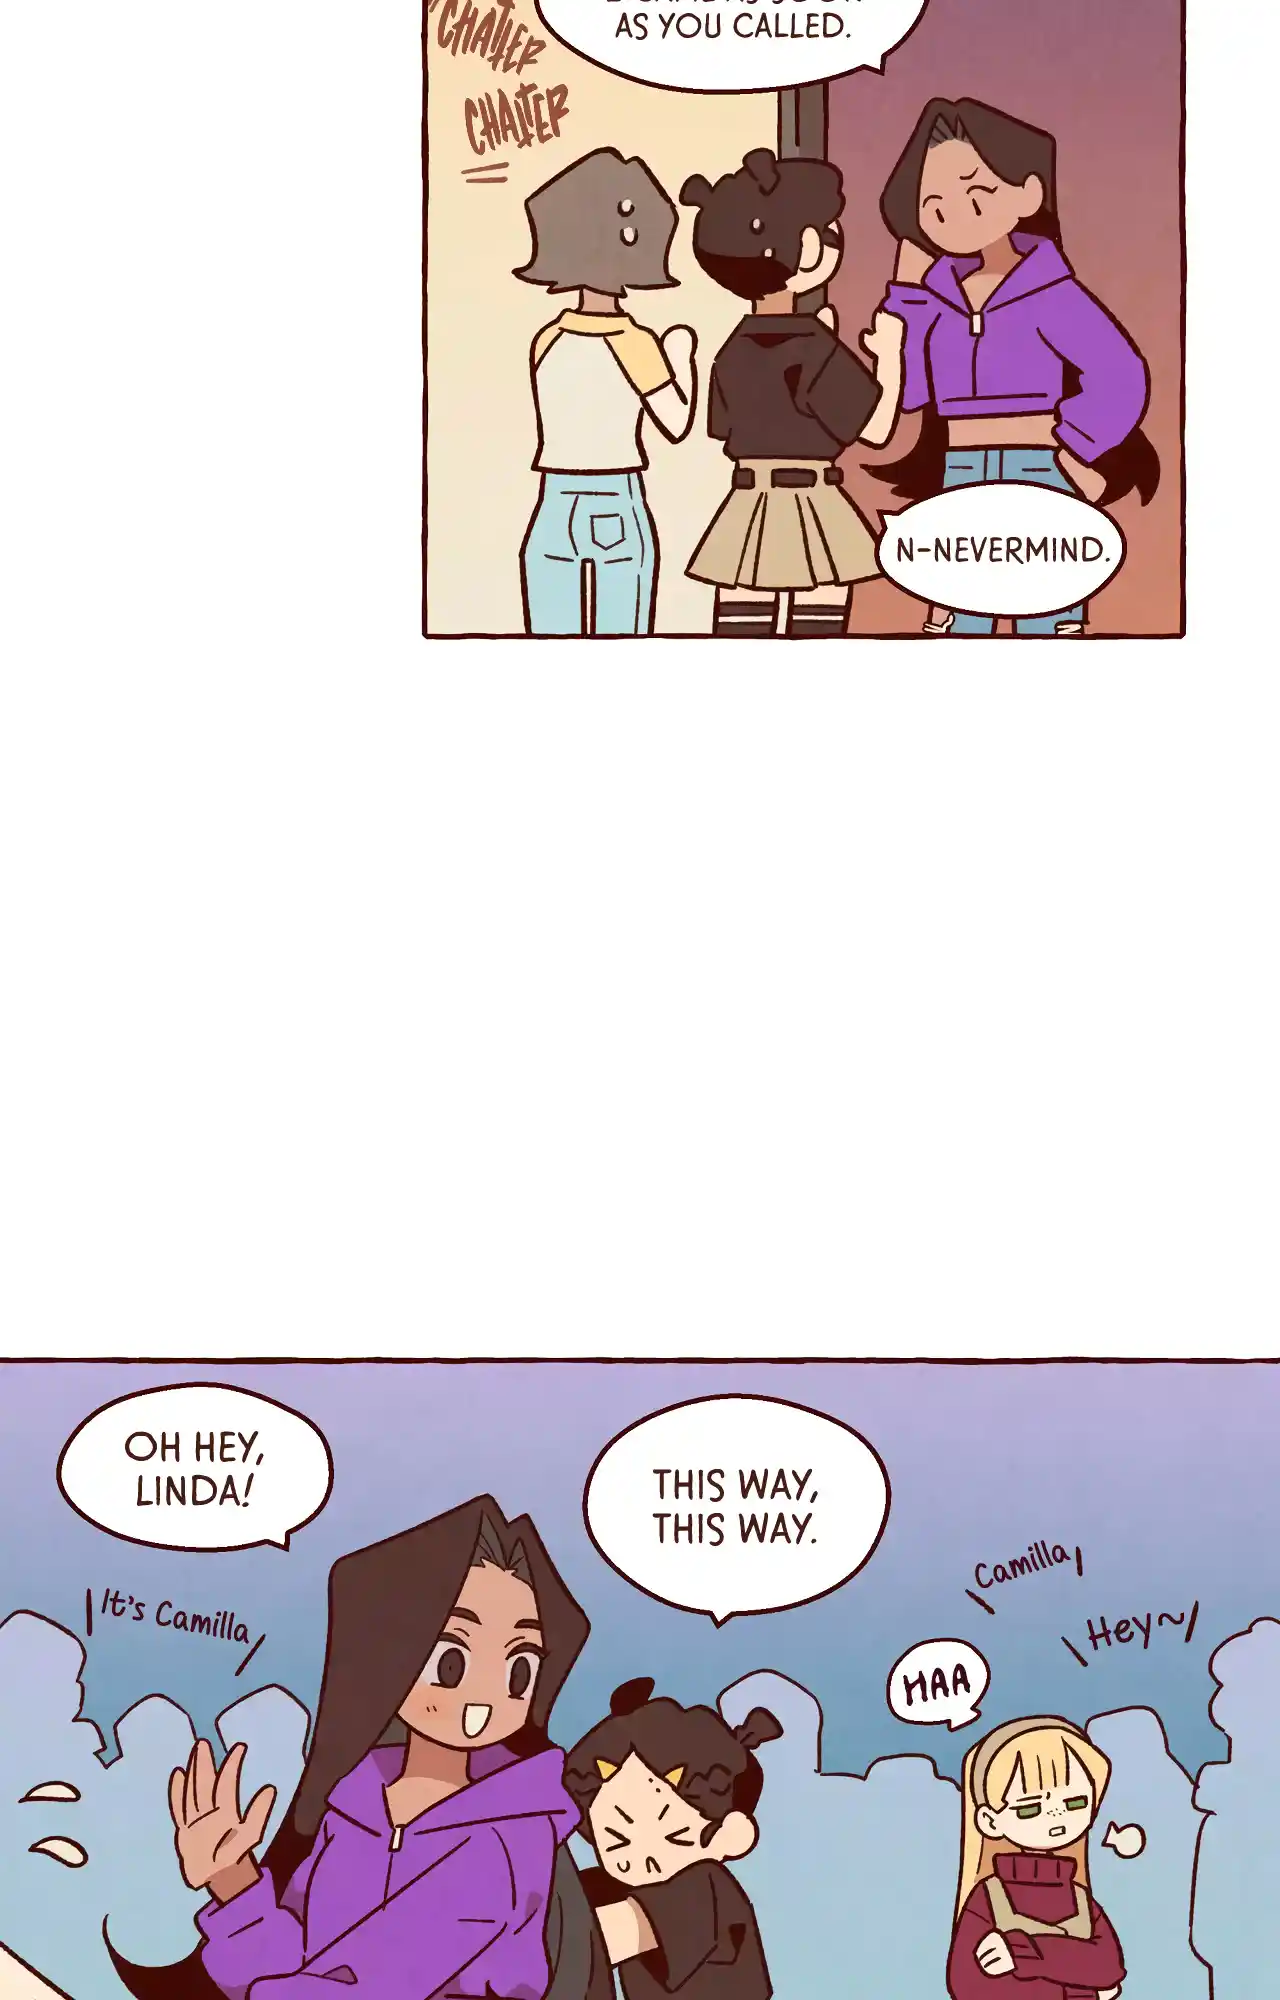 CHATTER
CHATTER
AS YOU CALLED.
N-NEVERMIND.
OH HEY,
LINDA!
THIS WAY,
THIS WAY.
It's Camilla
Camilla
Hey~
HAA